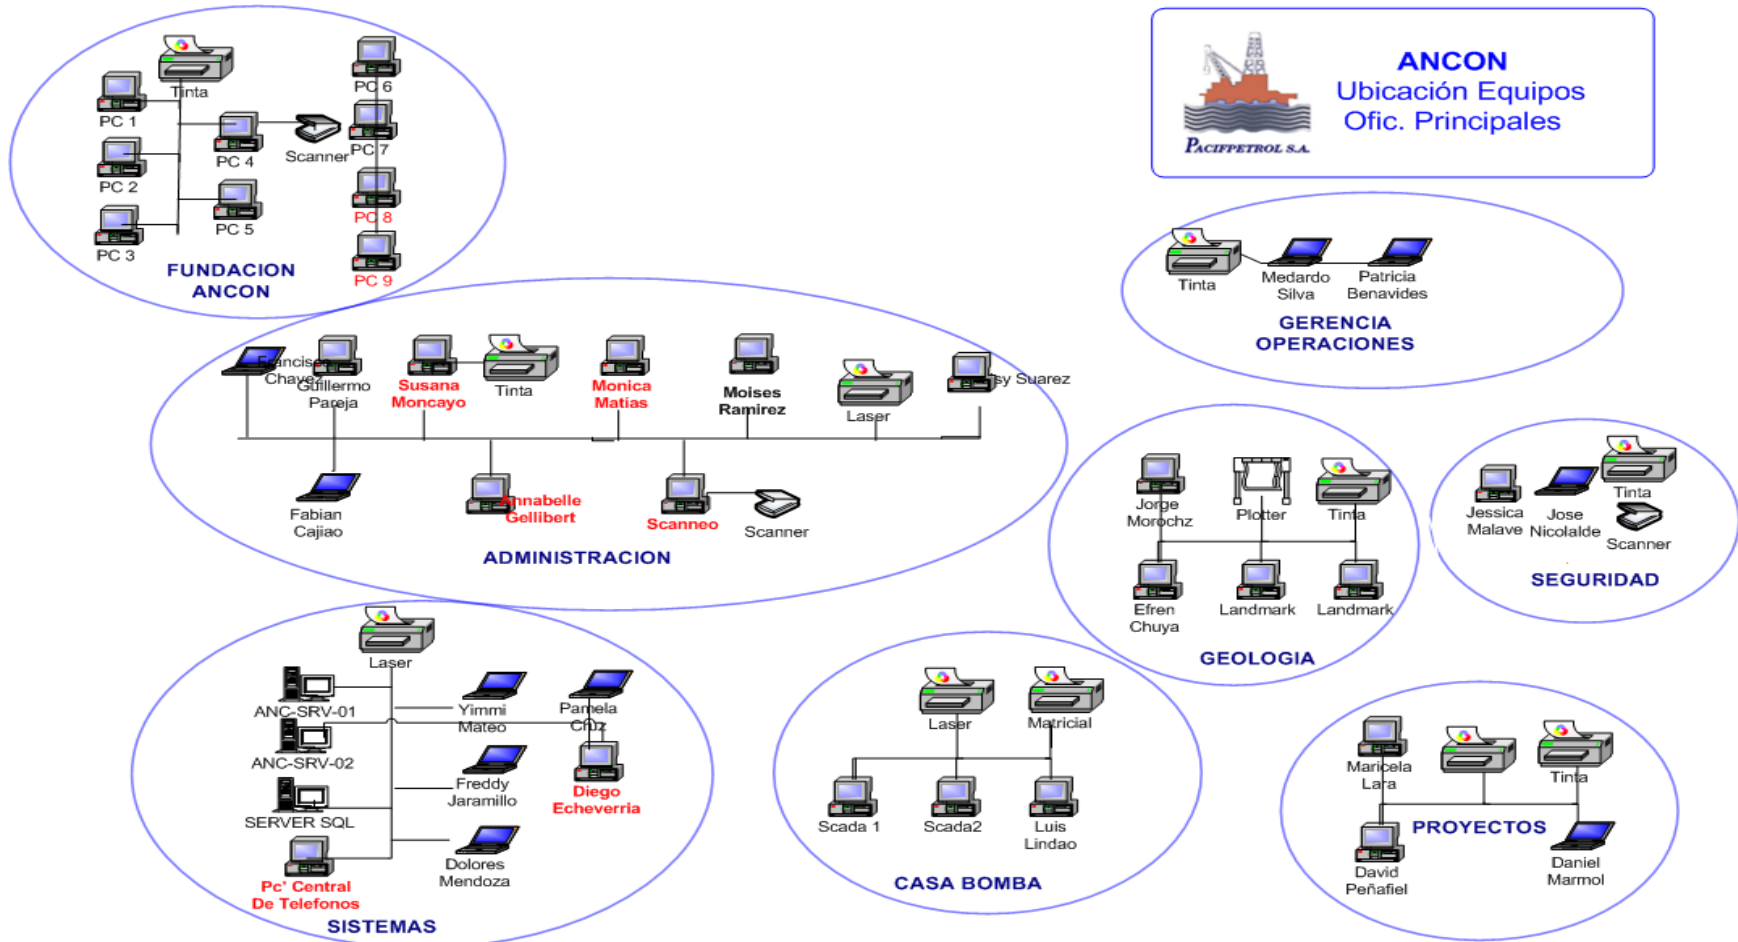 ANCON
Ubicación Equipos
Ofic. Principales
PACIFPETROL S.A.
Tinta
PC 1
PC 2
PC 3
PC 4
PC 5
Scanner
PC 6
PC 7
PC 8
PC 9
FUNDACION
ANCON
Tinta
Medardo
Silva
Patricia
Benavides
GERENCIA
OPERACIONES
Francisco
Chavez
Guillermo
Pareja
Susana
Moncayo
Tinta
Monica
Matias
Moises
Ramirez
Laser
sy Suarez
Fabian
Cajiao
Annabelle
Gellibert
Scanneo
Scanner
ADMINISTRACION
Jorge
Morochz
Plotter
Tinta
Efren
Chuya
Landmark
Landmark
GEOLOGIA
Jessica
Malave
Jose
Nicolalde
Tinta
Scanner
SEGURIDAD
Laser
ANC-SRV-01
ANC-SRV-02
SERVER SQL
Pc' Central
De Telefonos
Yimmi
Mateo
Pamela
Cruz
Freddy
Jaramillo
Diego
Echeverria
Dolores
Mendoza
SISTEMAS
Laser
Matricial
Scada 1
Scada2
Luis
Lindao
CASA BOMBA
Maricela
Lara
Tinta
PROYECTOS
David
Peñafiel
Daniel
Marmol